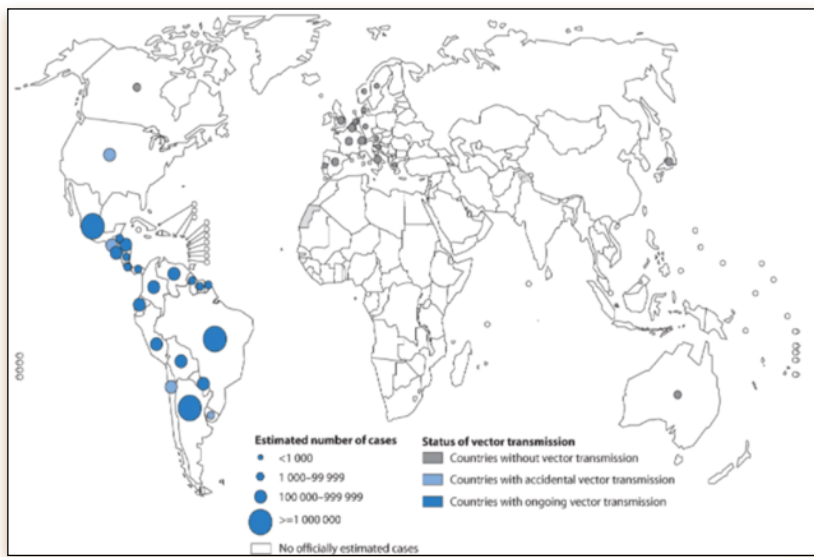 Estimated number of cases
<1 000
1 000–99 999
100 000–999 999
>=1 000 000
No officially estimated cases
Status of vector transmission
Countries without vector transmission
Countries with accidental vector transmission
Countries with ongoing vector transmission